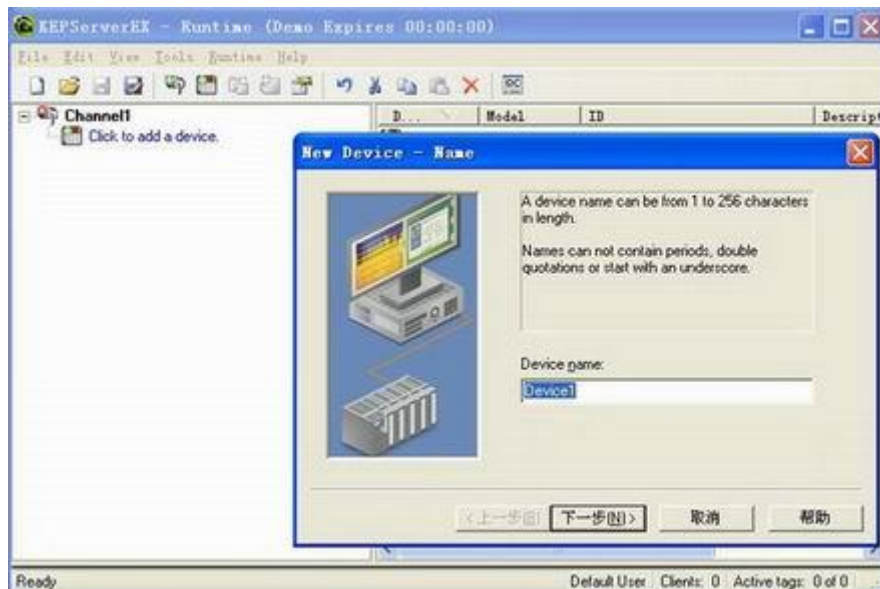 KEPServerEX - Runtime (Demo Expires 00:00:00)
File Edit View Tools Runtime Help
Channel1
Click to add a device.
D... Model ID Descript
New Device - Name
A device name can be from 1 to 256 characters
in length.
Names can not contain periods, double
quotations or start with an underscore.
Device name:
Device1
<上一步(B) 下一步(N)> 取消 帮助
Ready Default User Clients: 0 Active tags: 0 of 0